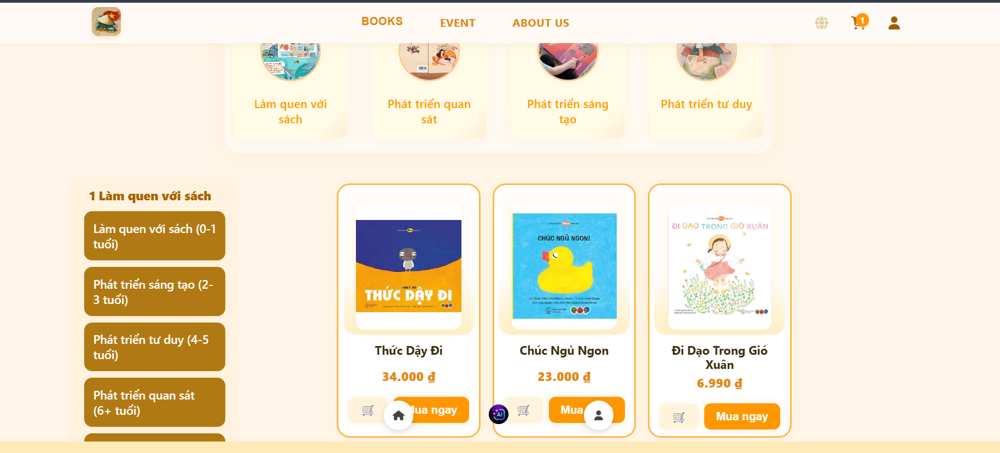 BOOKS
EVENT
ABOUT US
1
Làm quen với
sách
Phát triển quan
sát
Phát triển sáng
tạo
Phát triển tư duy
1 Làm quen với sách
Làm quen với sách (0-1
tuổi)
Phát triển sáng tạo (2-
3 tuổi)
Phát triển tư duy (4-5
tuổi)
Phát triển quan sát
(6+ tuổi)
THỨC DẬY ĐI
Thức Dậy Đi
34.000 ₫
Mua ngay
CHÚC NGỦ NGON!
Chúc Ngủ Ngon
23.000 ₫
AI
Mua
ĐI DẠO TRONG GIÓ XUÂN
Đi Dạo Trong Gió
Xuân
6.990 ₫
Mua ngay